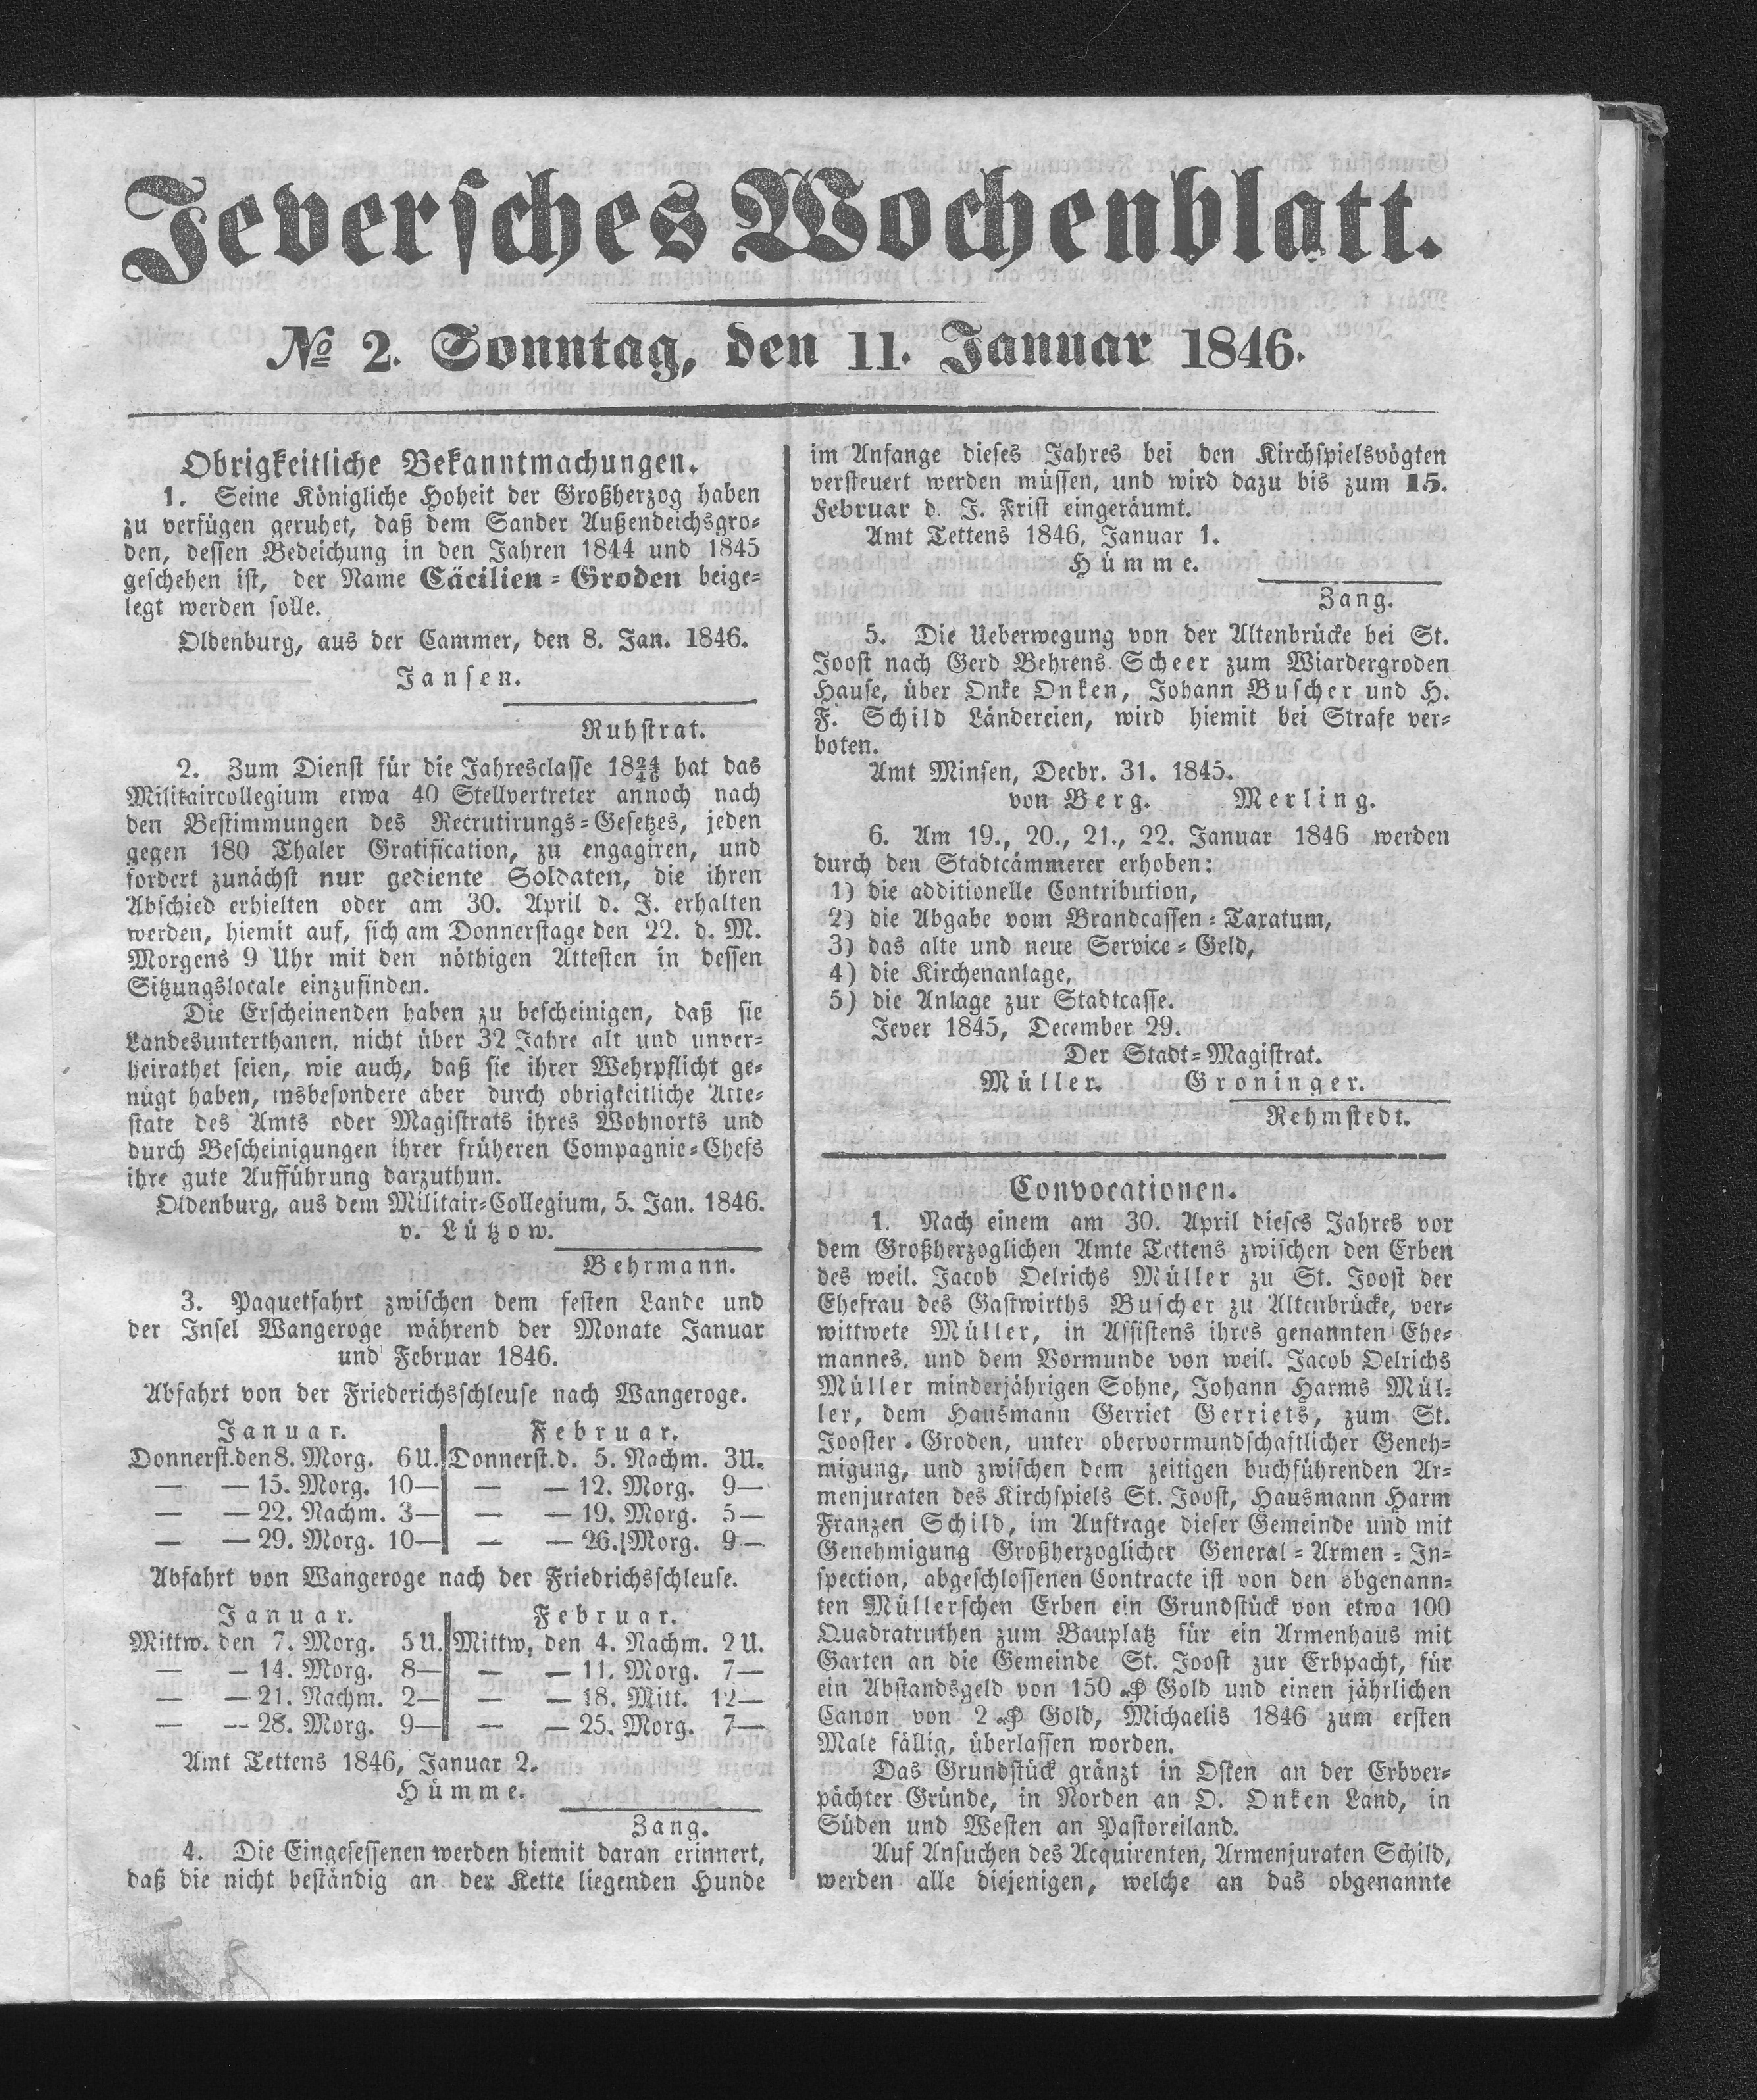 Jeversches Wochenblatt.
№ 2. Sonntag, den 11. Januar 1846.
Obrigkeitliche Bekanntmachungen.
1. Seine Königliche Hoheit der Großherzog haben
zu verfügen geruhet, daß dem Sander Außendeichsgro-
den, dessen Bedeichung in den Jahren 1844 und 1845
geschehen ist, der Name Cäcilien-Groden beige-
legt werden solle.
Oldenburg, aus der Cammer, den 8. Jan. 1846.
Jansen.
Ruhstrat.
2. Zum Dienst für die Jahresclasse 18 24/46 hat das
Militaircollegium etwa 40 Stellvertreter annoch nach
den Bestimmungen des Recrutirungs-Gesetzes, jeden
gegen 180 Thaler Gratification, zu engagiren, und
fordert zunächst nur gediente Soldaten, die ihren
Abschied erhielten oder am 30. April d. J. erhalten
werden, hiemit auf, sich am Donnerstage den 22. d. M.
Morgens 9 Uhr mit den nöthigen Attesten in dessen
Sitzungslocale einzufinden.
Die Erscheinenden haben zu bescheinigen, daß sie
Landesunterthanen, nicht über 32 Jahre alt und unver-
heirathet seien, wie auch, daß sie ihrer Wehrpflicht ge-
nügt haben, insbesondere aber durch obrigkeitliche Atte-
state des Amts oder Magistrats ihres Wohnorts und
durch Bescheinigungen ihrer früheren Compagnie-Chefs
ihre gute Aufführung darzuthun.
Oldenburg, aus dem Militair-Collegium, 5. Jan. 1846.
v. Lützow.
Behrmann.
3. Paquetfahrt zwischen dem festen Lande und
der Insel Wangeroge während der Monate Januar
und Februar 1846.
Abfahrt von der Friederichsschleuse nach Wangeroge.
Januar. Februar.
Donnerst. den 8. Morg. 6 U. Donnerst. d. 5. Nachm. 3 U.
— — 15. Morg. 10— — — 12. Morg. 9—
— — 22. Nachm. 3— — — 19. Morg. 5—
— — 29. Morg. 10— — — 26. Morg. 9—
Abfahrt von Wangeroge nach der Friedrichsschleuse.
Januar. Februar.
Mittw. den 7. Morg. 5 U. Mittw. den 4. Nachm. 2 U.
— — 14. Morg. 8— — — 11. Morg. 7—
— — 21. Nachm. 2— — — 18. Mitt. 12—
— — 28. Morg. 9— — — 25. Morg. 7—
Amt Tettens 1846, Januar 2.
Hümme.
Zang.
4. Die Eingesessenen werden hiemit daran erinnert,
daß die nicht beständig an der Kette liegenden Hunde
im Anfange dieses Jahres bei den Kirchspielsvögten
versteuert werden müssen, und wird dazu bis zum 15.
Februar d. J. Frist eingeräumt.
Amt Tettens 1846, Januar 1.
Hümme.
Zang.
5. Die Ueberwegung von der Altenbrücke bei St.
Joost nach Gerd Behrens Scheer zum Wiardergroden
Hause, über Onke Onken, Johann Buscher und H.
F. Schild Ländereien, wird hiemit bei Strafe ver-
boten.
Amt Minsen, Decbr. 31. 1845.
von Berg. Merling.
6. Am 19., 20., 21., 22. Januar 1846 werden
durch den Stadtcämmerer erhoben:
1) die additionelle Contribution,
2) die Abgabe vom Brandcassen-Taxatum,
3) das alte und neue Service-Geld,
4) die Kirchenanlage,
5) die Anlage zur Stadtcasse.
Jever 1845, December 29.
Der Stadt-Magistrat.
Müller. Groninger.
Rehmstedt.
Convocationen.
1. Nach einem am 30. April dieses Jahres vor
dem Großherzoglichen Amte Tettens zwischen den Erben
des weil. Jacob Oelrichs Müller zu St. Joost der
Ehefrau des Gastwirths Buscher zu Altenbrücke, ver-
wittwete Müller, in Assistens ihres genannten Ehe-
mannes, und dem Vormunde von weil. Jacob Oelrichs
Müller minderjährigen Sohne, Johann Harms Mül-
ler, dem Hausmann Gerriet Gerriets, zum St.
Jooster-Groden, unter obervormundschaftlicher Geneh-
migung, und zwischen dem zeitigen buchführenden Ar-
menjuraten des Kirchspiels St. Joost, Hausmann Harm
Franzen Schild, im Auftrage dieser Gemeinde und mit
Genehmigung Großherzoglicher General-Armen-In-
spection, abgeschlossenen Contracte ist von den obgenann-
ten Müllerschen Erben ein Grundstück von etwa 100
Quadratruthen zum Bauplatz für ein Armenhaus mit
Garten an die Gemeinde St. Joost zur Erbpacht, für
ein Abstandsgeld von 150 ₰ Gold und einen jährlichen
Canon von 2 ₰ Gold, Michaelis 1846 zum ersten
Male fällig, überlassen worden.
Das Grundstück gränzt in Osten an der Erbver-
pächter Gründe, in Norden an O. Onken Land, in
Süden und Westen an Pastoreiland.
Auf Ansuchen des Acquirenten, Armenjuraten Schild,
werden alle diejenigen, welche an das obgenannte